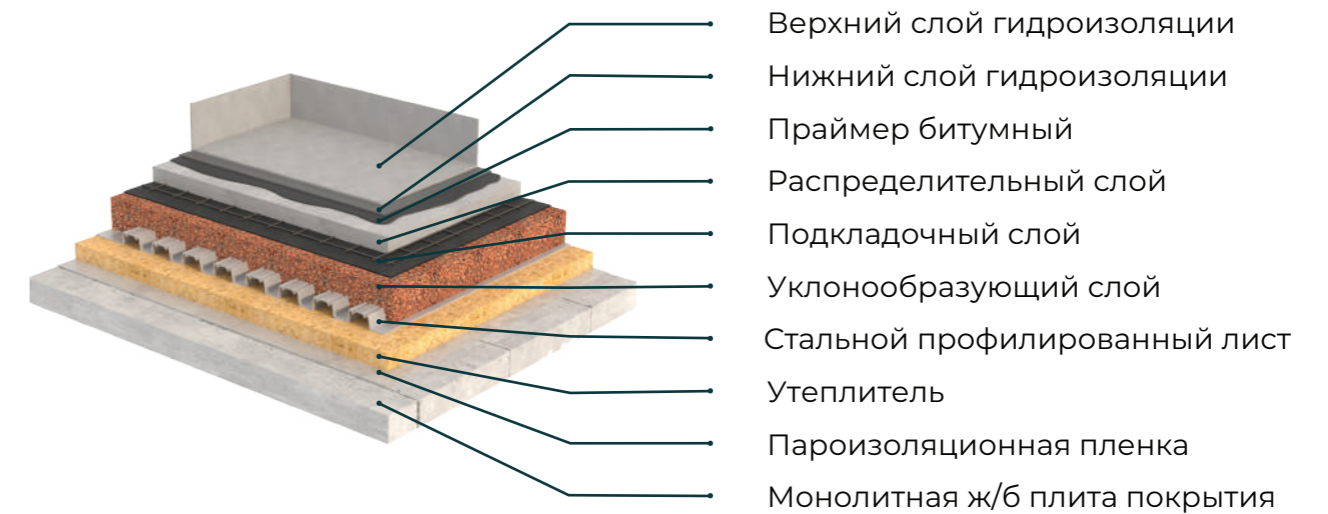 Верхний слой гидроизоляции
Нижний слой гидроизоляции
Праймер битумный
Распределительный слой
Подкладочный слой
Уклонообразующий слой
Стальной профилированный лист
Утеплитель
Пароизоляционная пленка
Монолитная ж/б плита покрытия